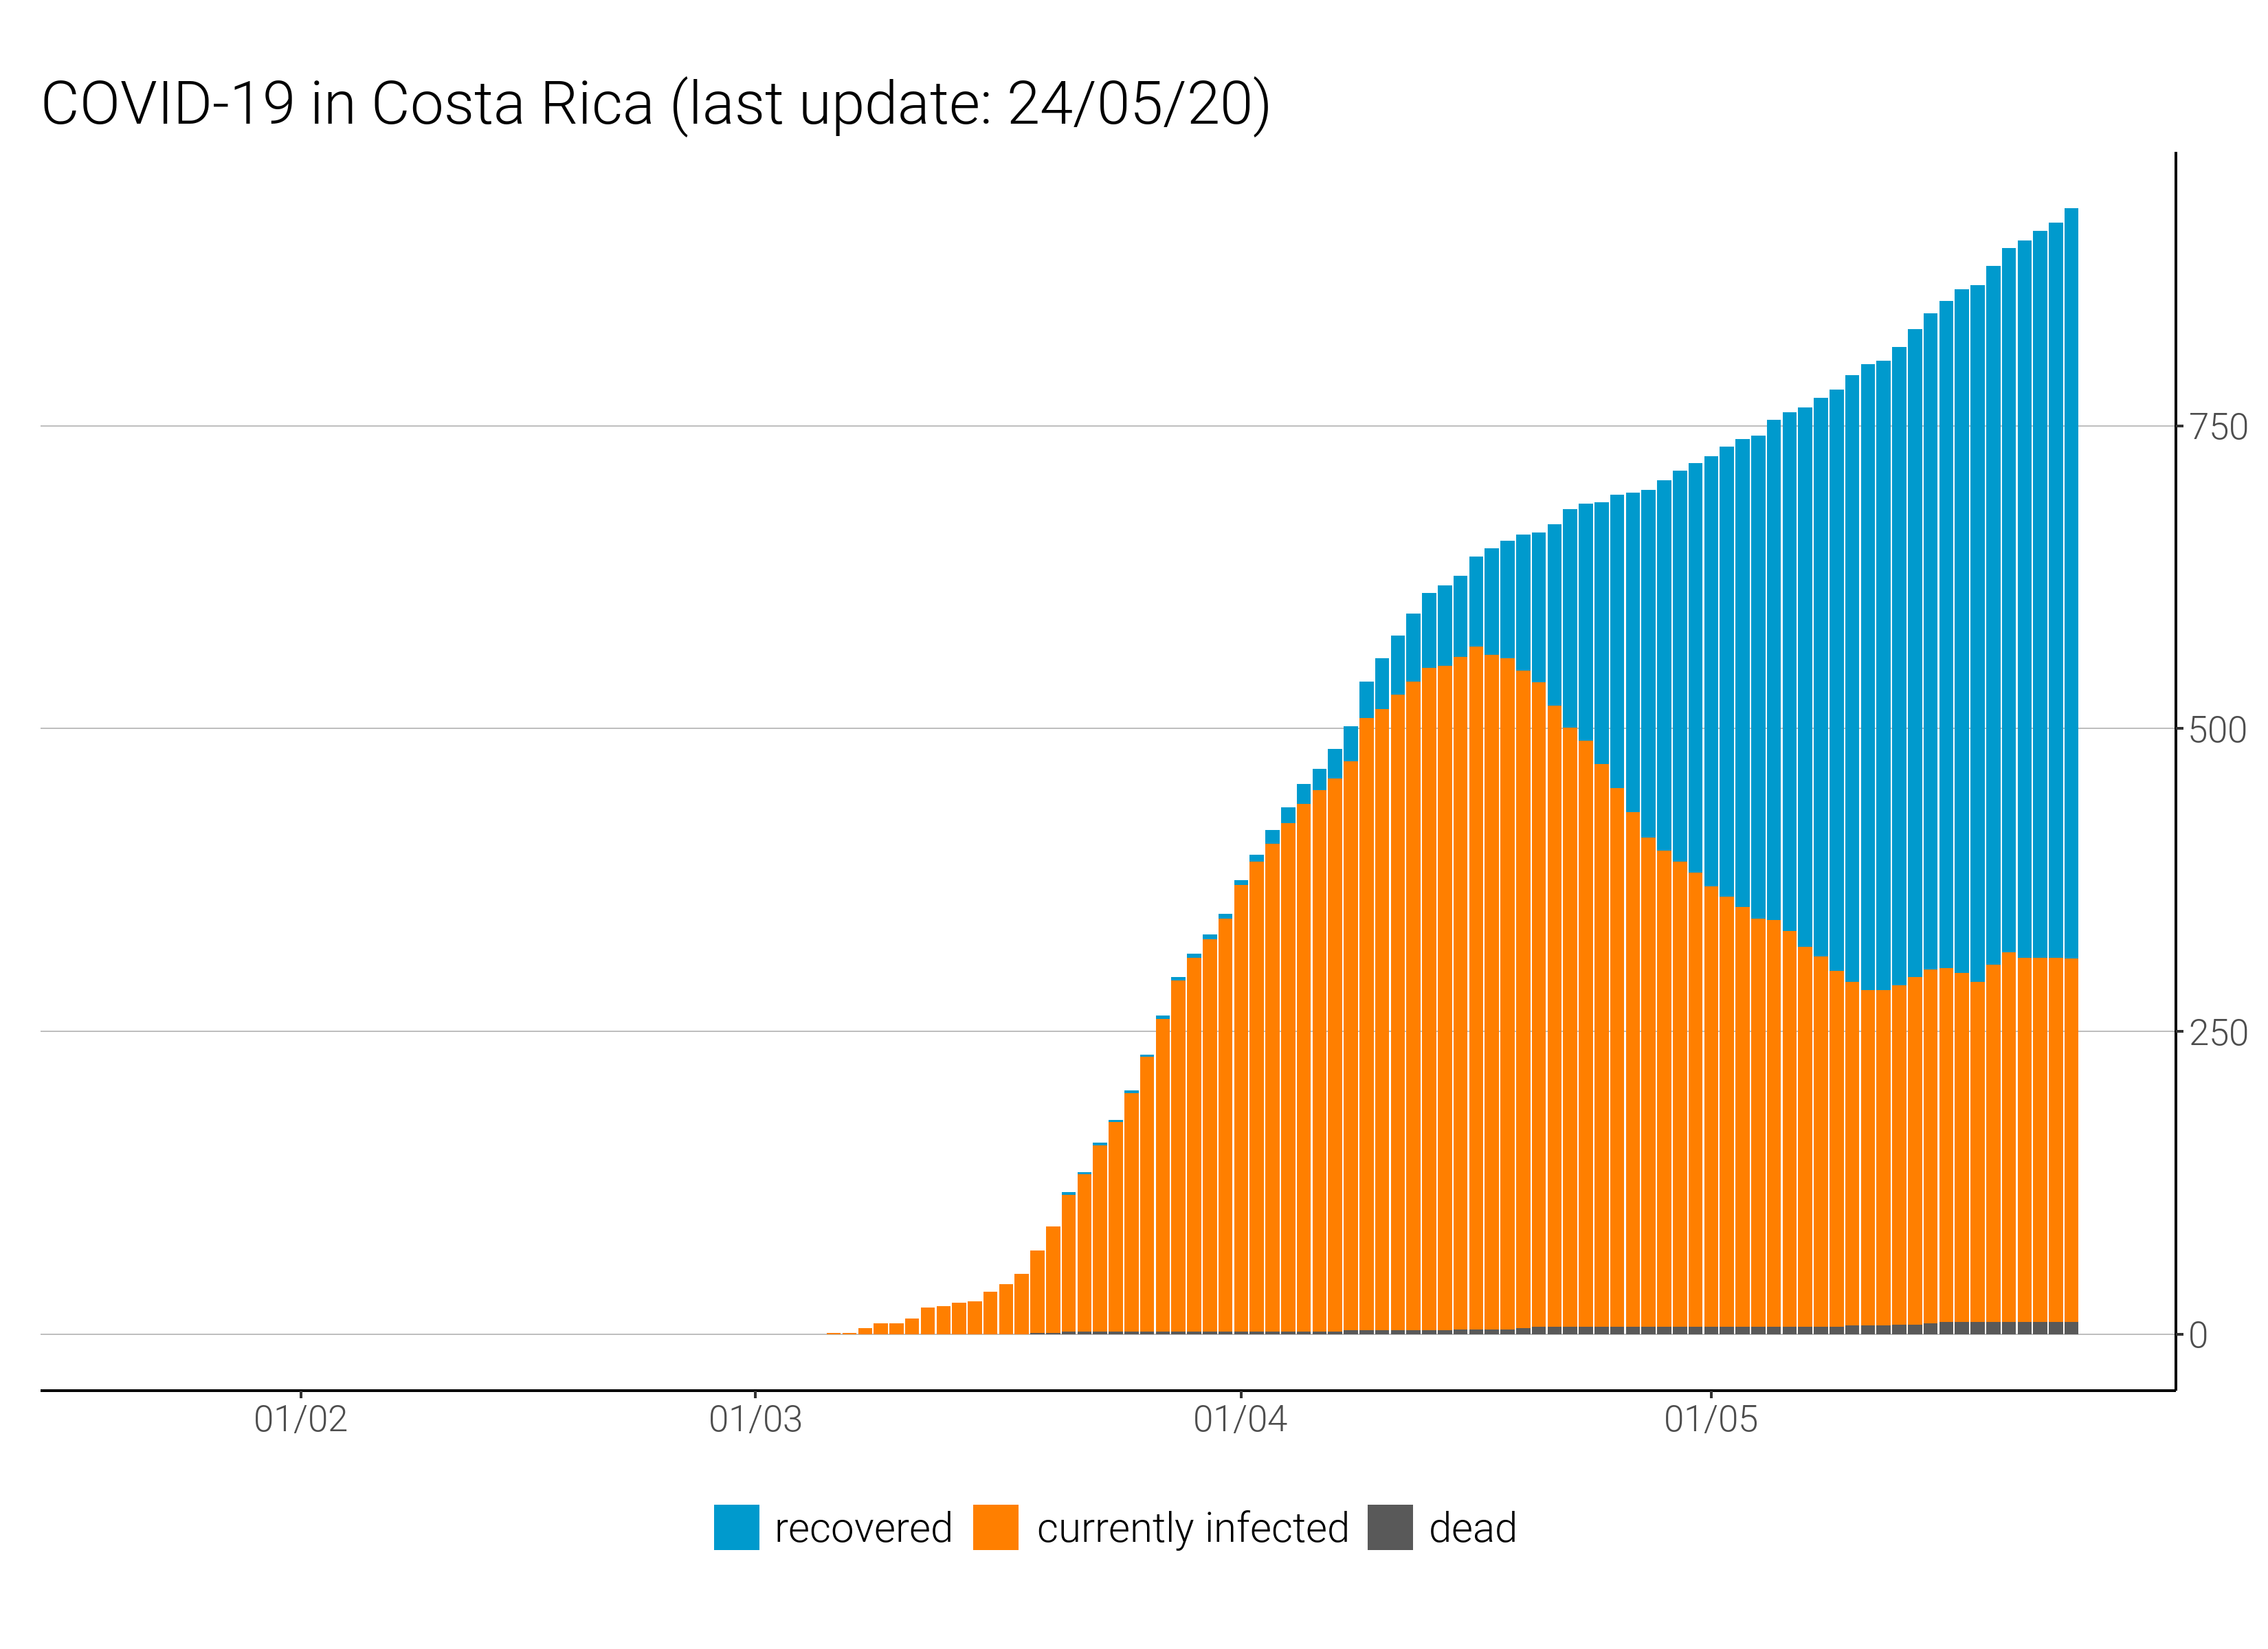 COVID-19 in Costa Rica (last update: 24/05/20)
750
500
250
0
01/02 01/03 01/04 01/05
recovered currently infected dead